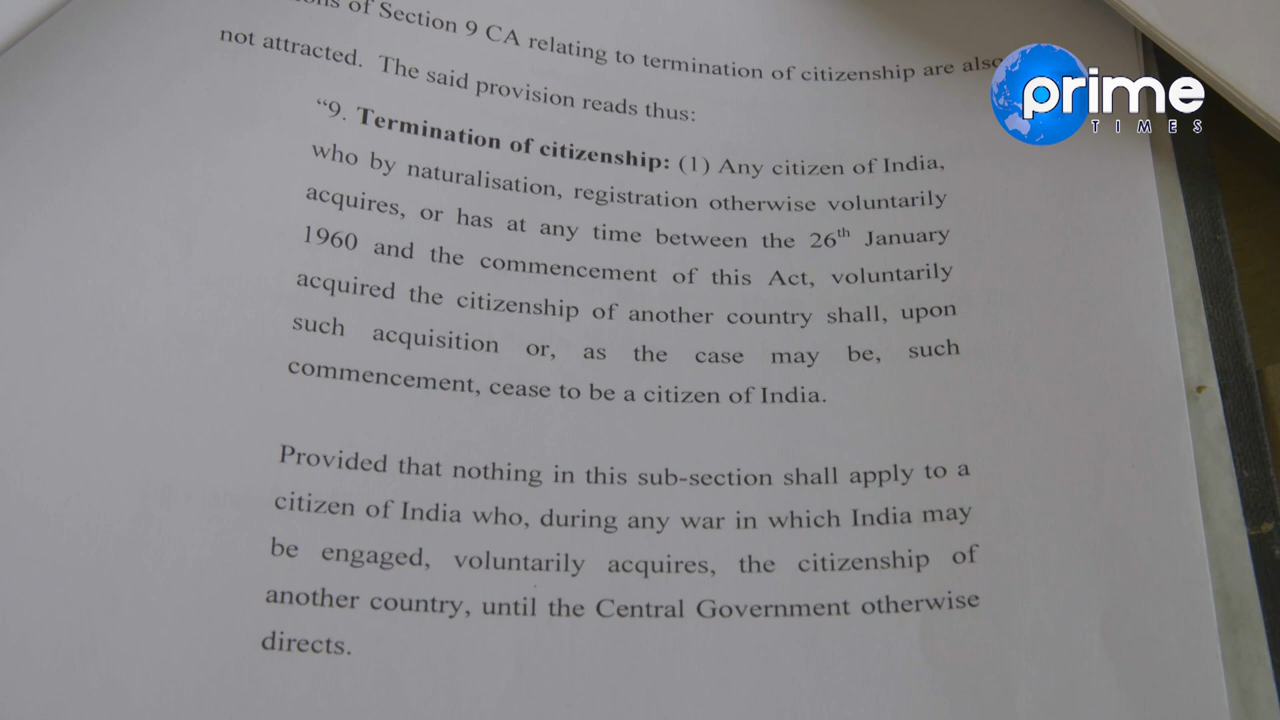 of Section 9 CA relating to termination of citizenship are also
not attracted. The said provision reads thus:
“9. Termination of citizenship: (1) Any citizen of India,
who by naturalisation, registration otherwise voluntarily
acquires, or has at any time between the 26th January
1960 and the commencement of this Act, voluntarily
acquired the citizenship of another country shall, upon
such acquisition or, as the case may be, such
commencement, cease to be a citizen of India.
Provided that nothing in this sub-section shall apply to a
citizen of India who, during any war in which India may
be engaged, voluntarily acquires, the citizenship of
another country, until the Central Government otherwise
directs.
prime
TIMES